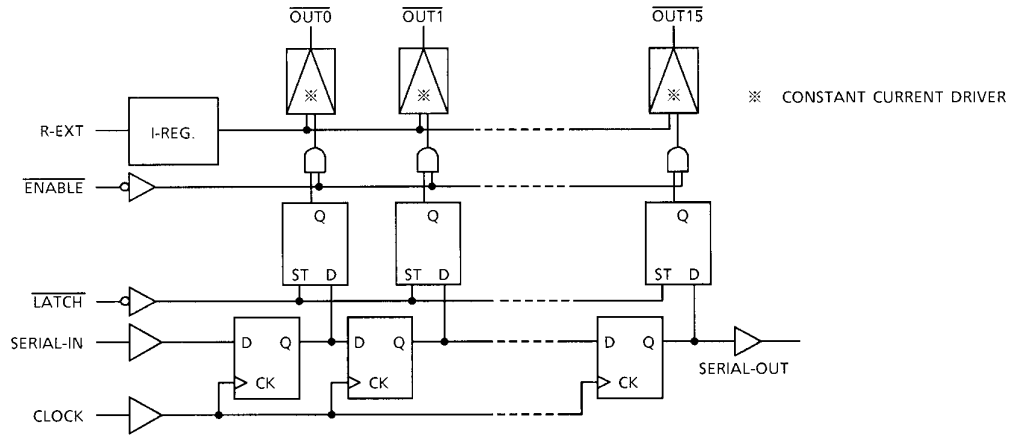 OUT0 OUT1 OUT15
※ ※ ※ ※ CONSTANT CURRENT DRIVER
R-EXT I-REG.
ENABLE
Q Q Q
ST D ST D ST D
LATCH
SERIAL-IN D Q D Q D Q
SERIAL-OUT
CK CK CK
CLOCK